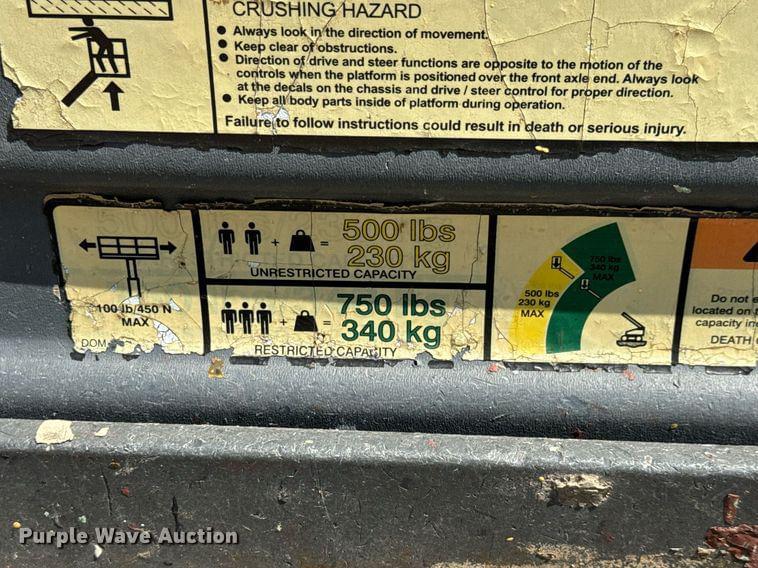 CRUSHING HAZARD
• Always look in the direction of movement.
• Keep clear of obstructions.
• Direction of drive and steer functions are opposite to the motion of the
controls when the platform is positioned over the front axle end. Always look
at the decals on the chassis and drive / steer control for proper direction.
• Keep all body parts inside of platform during operation.
Failure to follow instructions could result in death or serious injury.
100 lb/450 N
MAX
DOM
+ = 500 lbs
230 kg
UNRESTRICTED CAPACITY
+ = 750 lbs
340 kg
RESTRICTED CAPACITY
750 lbs
340 kg
MAX
500 lbs
230 kg
MAX
Do not e
located on t
capacity in
DEATH
Purple Wave Auction